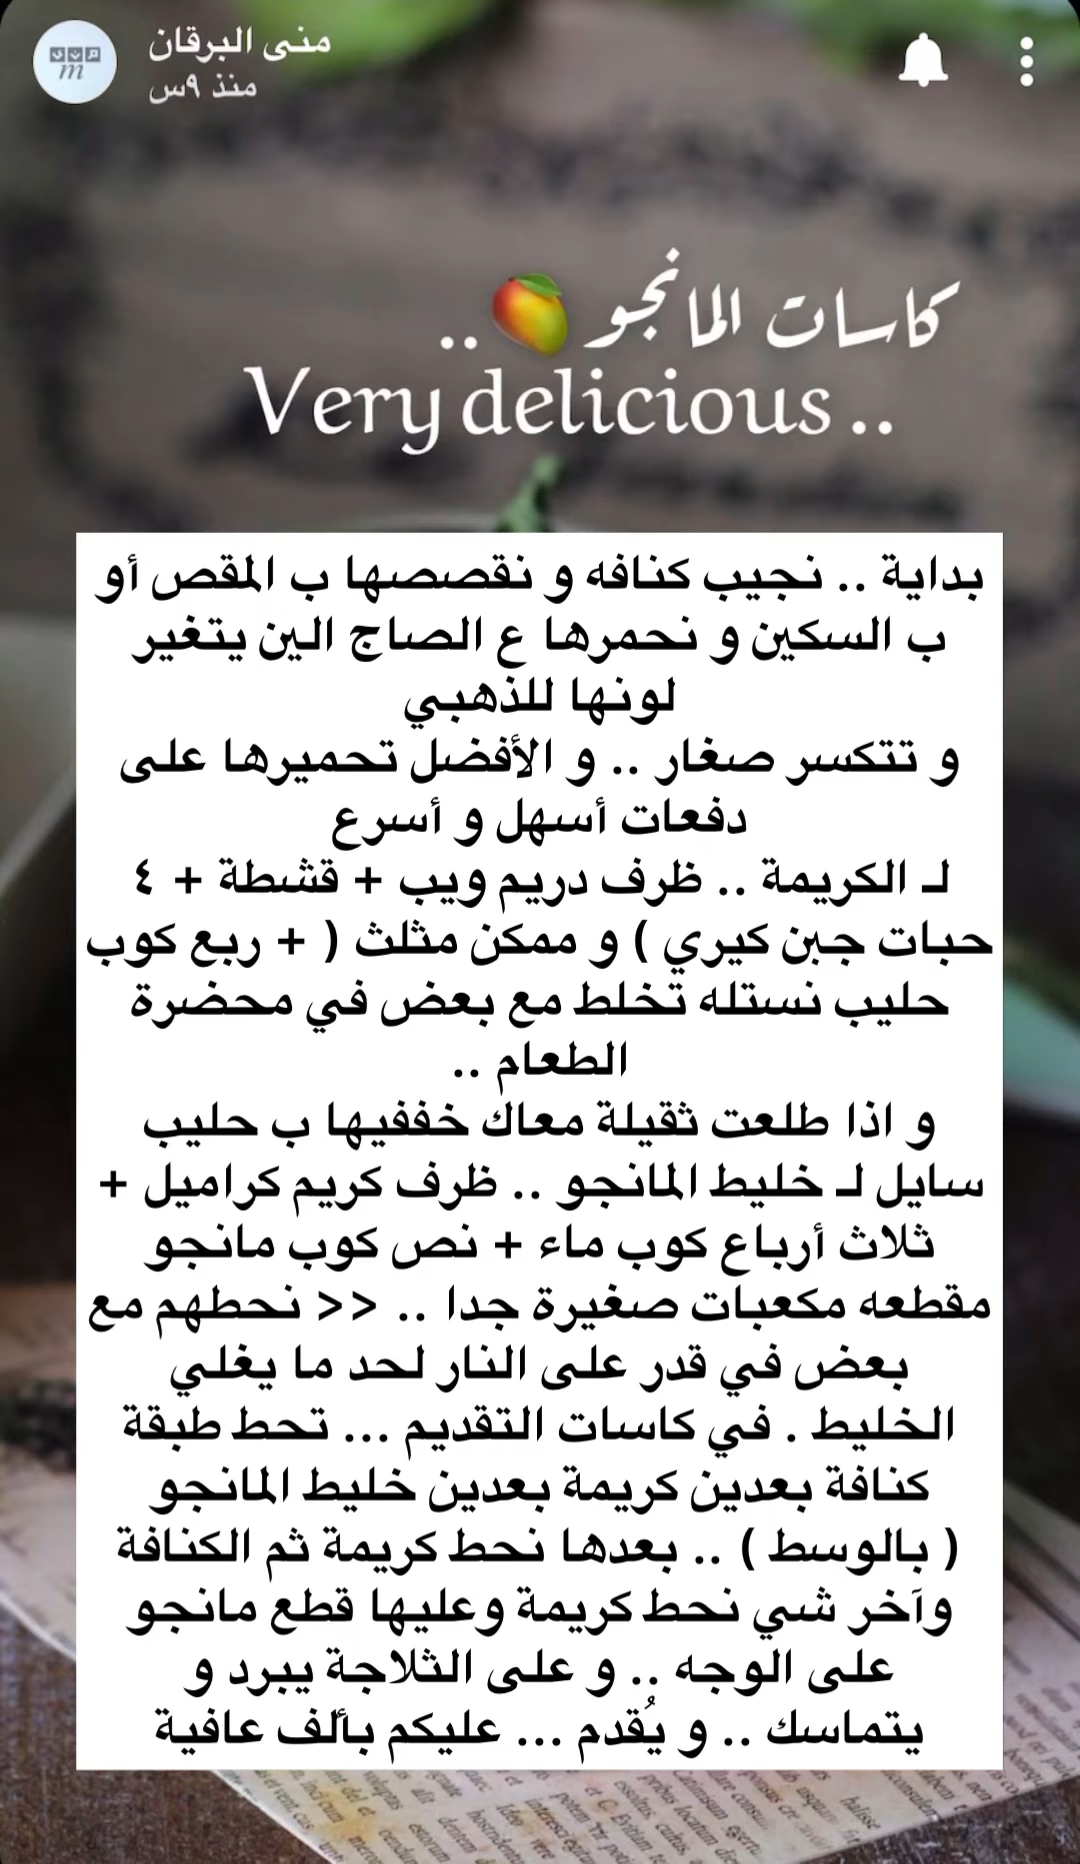 منى البرقان
منذ ٩س
كاسات المانجو 🥭 ..
Very delicious ..
بداية .. نجيب كنافه و نقصصها ب المقص أو
ب السكين و نحمرها ع الصاج الين يتغير
لونها للذهبي
و تتكسر صغار .. و الأفضل تحميرها على
دفعات أسهل و أسرع
لـ الكريمة .. ظرف دريم ويب + قشطة + ٤
حبات جبن كيري ) و ممكن مثلث ( + ربع كوب
حليب نستله تخلط مع بعض في محضرة
الطعام ..
و اذا طلعت ثقيلة معاك خففيها ب حليب
سايل لـ خليط المانجو .. ظرف كريم كراميل +
ثلاث أرباع كوب ماء + نص كوب مانجو
مقطعه مكعبات صغيرة جدا .. << نحطهم مع
بعض في قدر على النار لحد ما يغلي
الخليط . في كاسات التقديم ... تحط طبقة
كنافة بعدين كريمة بعدين خليط المانجو
( بالوسط ) .. بعدها نحط كريمة ثم الكنافة
وآخر شي نحط كريمة وعليها قطع مانجو
على الوجه .. و على الثلاجة يبرد و
يتماسك .. و يُقدم ... عليكم بألف عافية